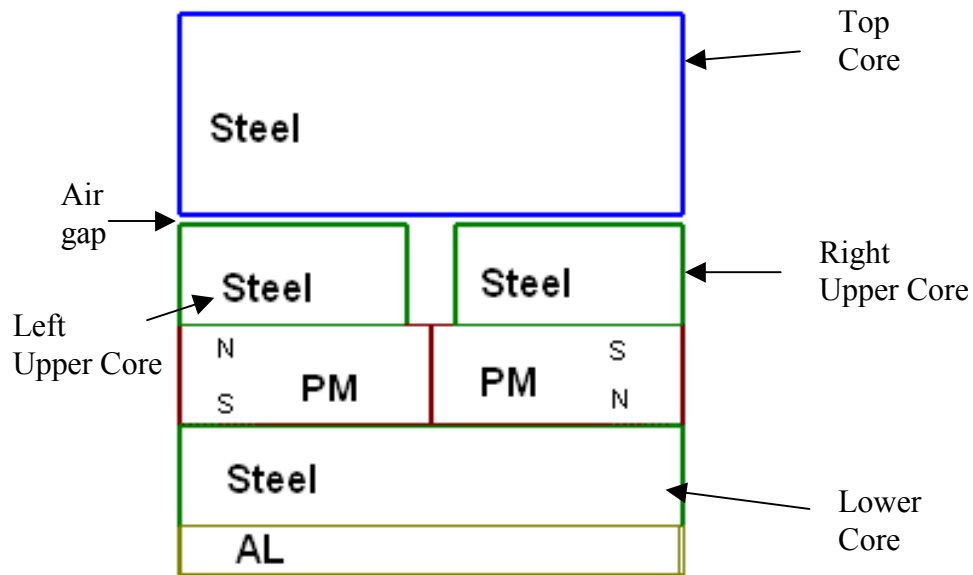 Top
Core
Steel
Air
gap
Steel
Steel
Right
Upper Core
Left
Upper Core
N
S
PM
PM
S
N
Steel
Lower
Core
AL